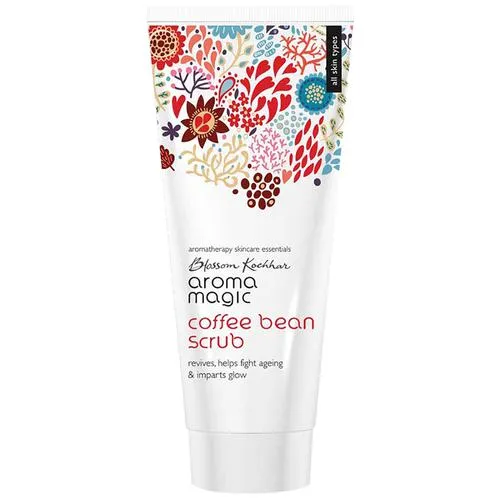 all skin types
aromatherapy skincare essentials
Blossom Kochhar
aroma
magic
coffee bean
scrub
revives, helps fight ageing
& imparts glow